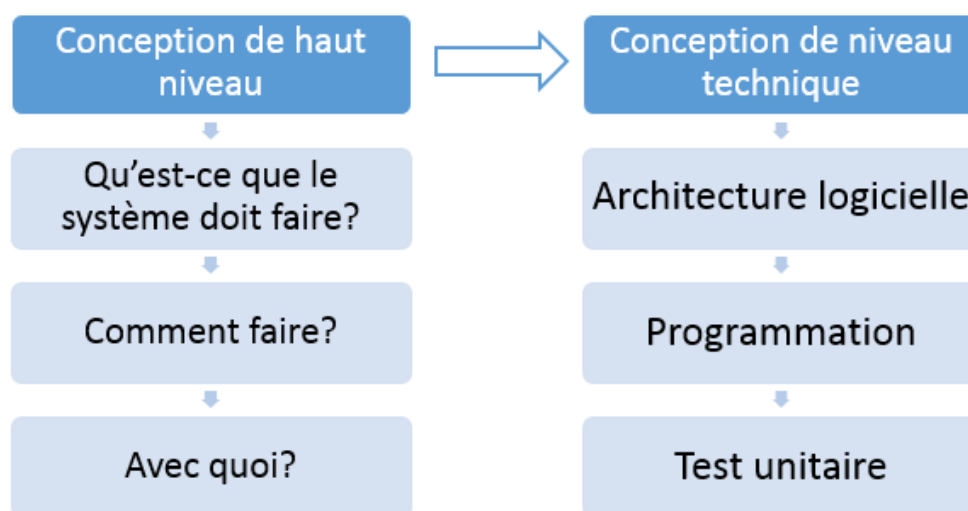 Conception de haut
niveau
Qu’est-ce que le
système doit faire?
Comment faire?
Avec quoi?
Conception de niveau
technique
Architecture logicielle
Programmation
Test unitaire